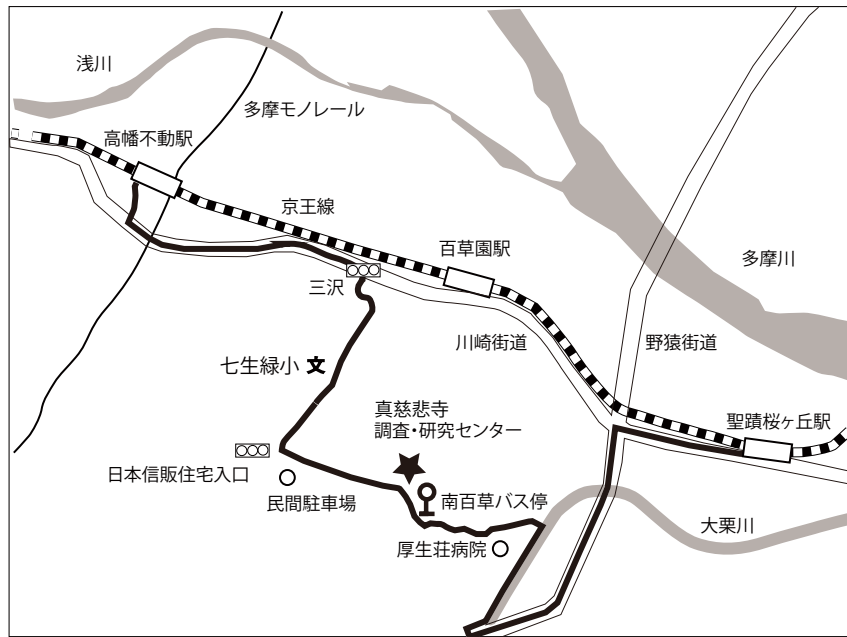 浅川
多摩モノレール
高幡不動駅
京王線
百草園駅
多摩川
三沢
川崎街道
野猿街道
七生緑小
文
真慈悲寺
調査・研究センター
聖蹟桜ヶ丘駅
日本信販住宅入口
民間駐車場
南百草バス停
大栗川
厚生荘病院